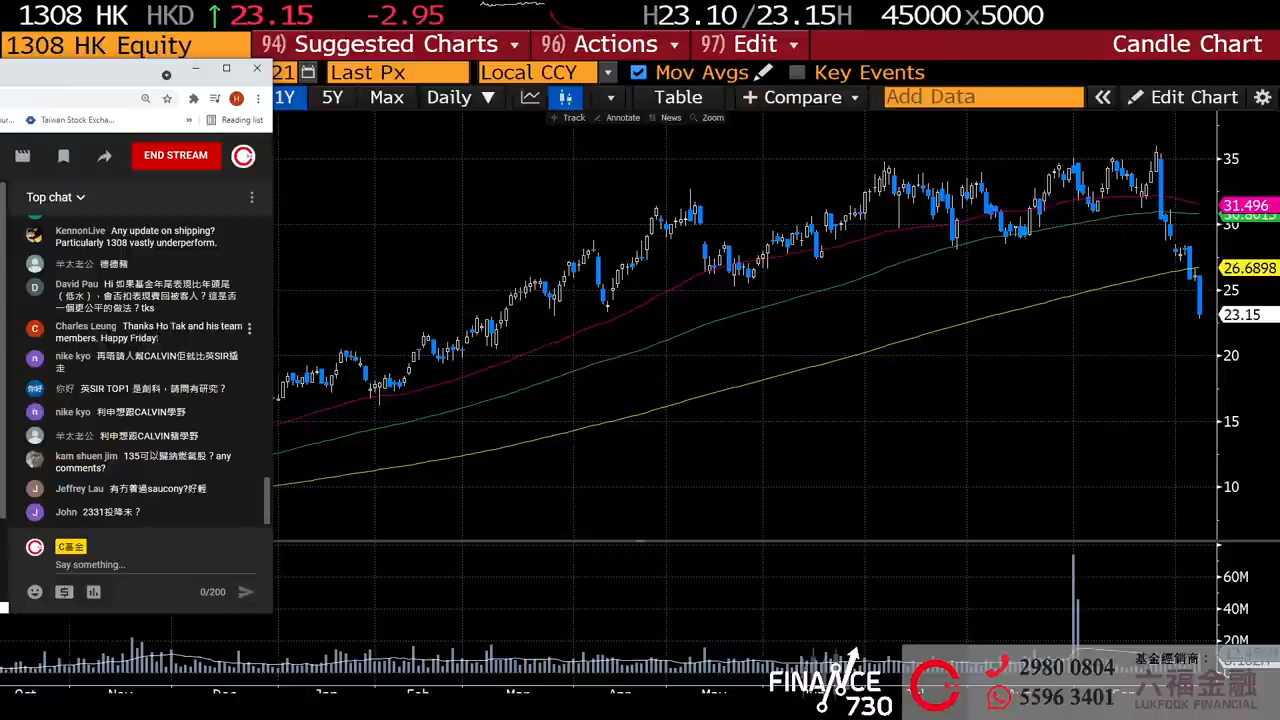 1308 HK HKD ↑ 23.15 -2.95 H23.10/23.15H 45000x5000
1308 HK Equity 94) Suggested Charts 96) Actions 97) Edit Candle Chart
21 Last Px Local CCY Mov Avgs Key Events
1Y 5Y Max Daily ▼ Table + Compare Add Data « Edit Chart
Track Annotate News Zoom
Taiwan Stock Excha... » Reading list
END STREAM
Top chat
KennonLive Any update on shipping?
Particularly 1308 vastly underperform.
羊太老公 德德豬
David Pau Hi 如果基金年尾表現比年頭尾
（低水），會否扣表現費回被客人？這是否
一個更公平的做法？tks
Charles Leung Thanks Ho Tak and his team
members. Happy Friday!
nike kyo 再唔請人戴CALVIN佢就比英SIR撬
走
你好 英SIR TOP1 是創科，請問有研究？
nike kyo 利申想跟CALVIN學野
羊太老公 利申想跟CALVIN豬學野
kam shuen jim 135可以歸納燃氣股？any
comments?
Jeffrey Lau 有冇養過saucony?好輕
John 2331投降未？
C基金
Say something...
0/200
35
31.496
30
26.6898
25
23.15
20
15
10
60M
40M
20M
0
Oct Nov Dec Jan Feb Mar Apr May
FINANCE
730
2980 0804
5596 3401
基金經銷商：
六福金融
LUKFOOK FINANCIAL